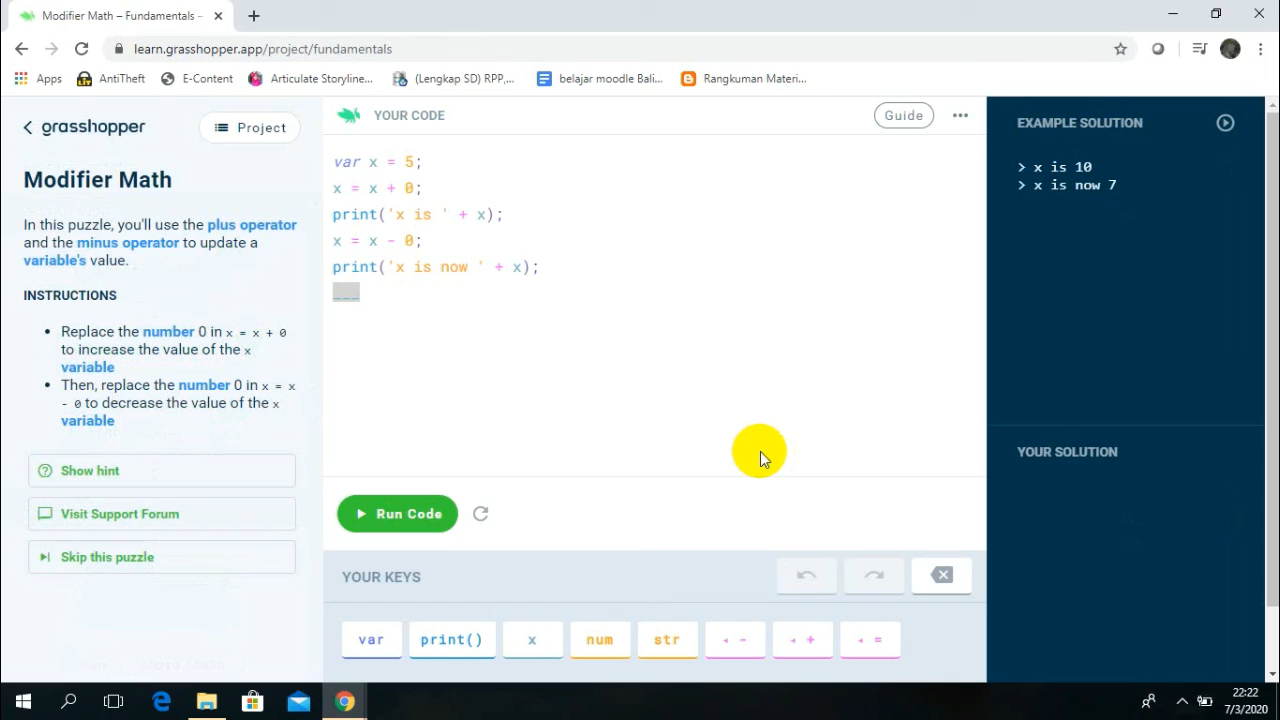 Modifier Math – Fundamentals –
learn.grasshopper.app/project/fundamentals
Apps AntiTheft E-Content Articulate Storyline... (Lengkap SD) RPP,... belajar moodle Bali... Rangkuman Materi...
grasshopper
Project
Modifier Math
In this puzzle, you'll use the plus operator
and the minus operator to update a
variable's value.
INSTRUCTIONS
• Replace the number 0 in x = x + 0
to increase the value of the x
variable
• Then, replace the number 0 in x = x
- 0 to decrease the value of the x
variable
Show hint
Visit Support Forum
Skip this puzzle
YOUR CODE
Guide
var x = 5;
x = x + 0;
print('x is ' + x);
x = x - 0;
print('x is now ' + x);
___
Run Code
YOUR KEYS
var print() x num str - + =
EXAMPLE SOLUTION
> x is 10
> x is now 7
YOUR SOLUTION
22:22
7/3/2020